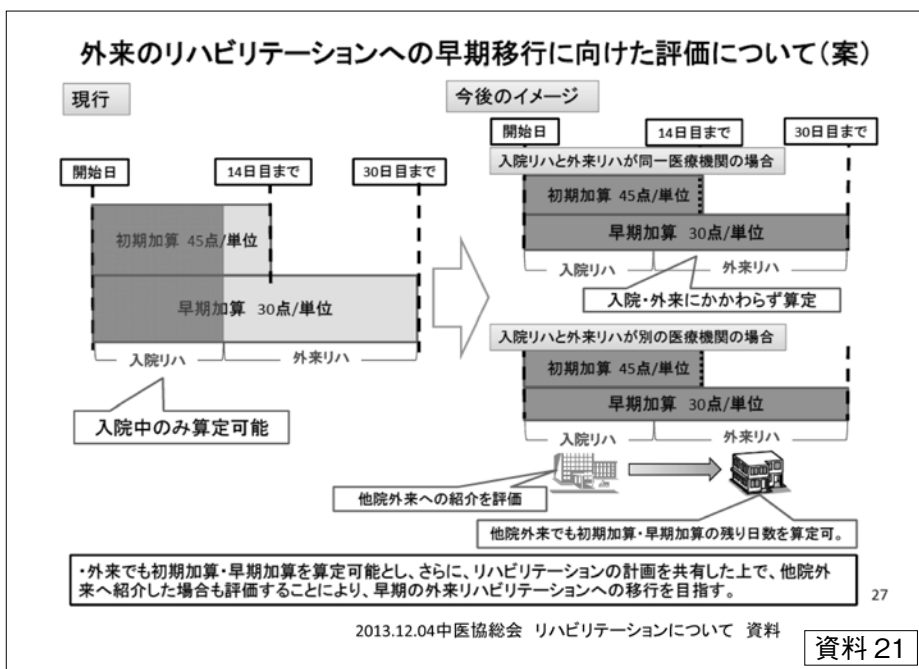 外来のリハビリテーションへの早期移行に向けた評価について(案)
現行
開始日
14日目まで
30日目まで
初期加算 45点/単位
早期加算 30点/単位
入院リハ
外来リハ
入院中のみ算定可能
今後のイメージ
開始日
14日目まで
30日目まで
入院リハと外来リハが同一医療機関の場合
初期加算 45点/単位
早期加算 30点/単位
入院リハ
外来リハ
入院・外来にかかわらず算定
入院リハと外来リハが別の医療機関の場合
初期加算 45点/単位
早期加算 30点/単位
入院リハ
外来リハ
他院外来への紹介を評価
他院外来でも初期加算・早期加算の残り日数を算定可。
・外来でも初期加算・早期加算を算定可能とし、さらに、リハビリテーションの計画を共有した上で、他院外
来へ紹介した場合も評価することにより、早期の外来リハビリテーションへの移行を目指す。
27
2013.12.04中医協総会 リハビリテーションについて 資料
資料 21